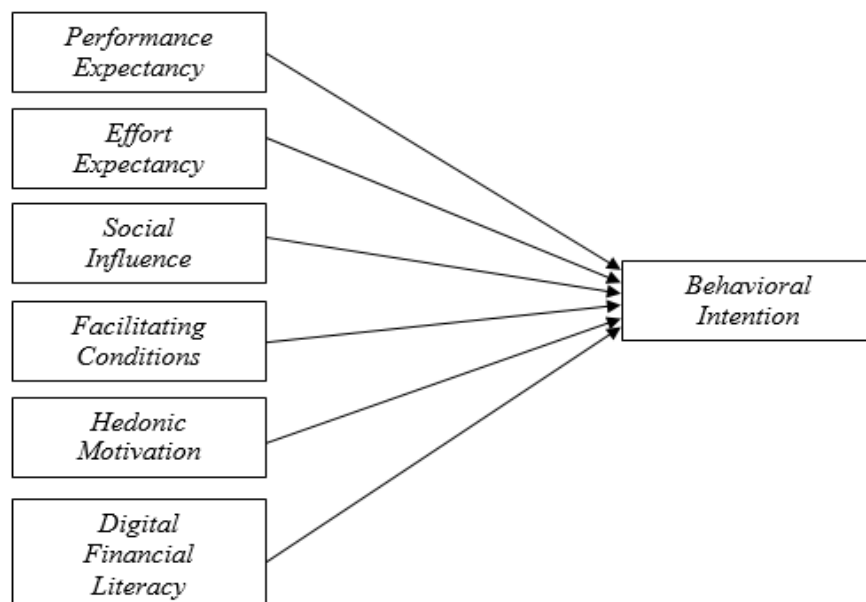 Performance
Expectancy
Effort
Expectancy
Social
Influence
Facilitating
Conditions
Hedonic
Motivation
Digital
Financial
Literacy
Behavioral
Intention